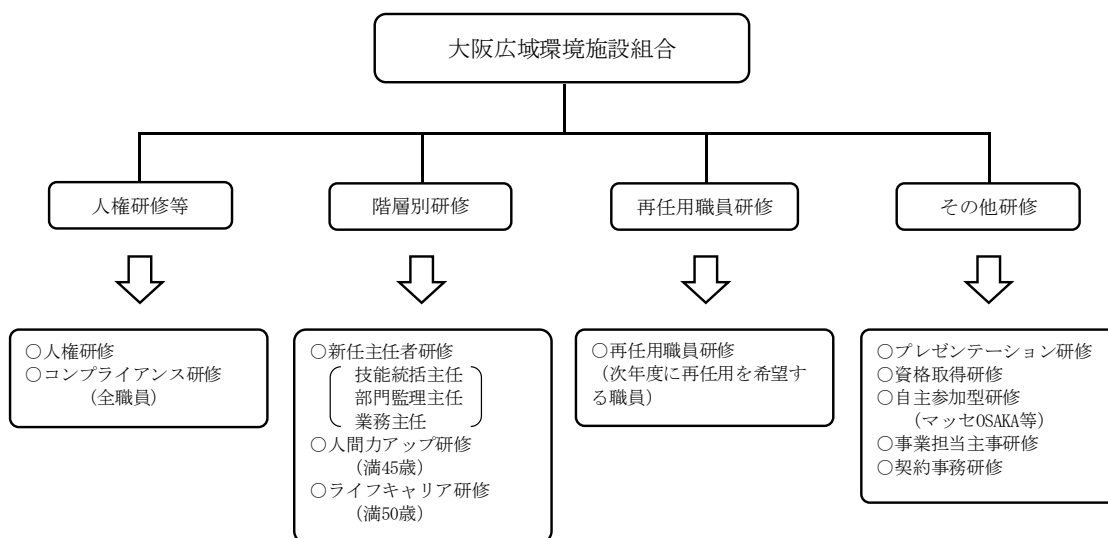 大阪広域環境施設組合
人権研修等
階層別研修
再任用職員研修
その他研修
○人権研修
○コンプライアンス研修
（全職員）
○新任主任者研修
技能統括主任
部門監理主任
業務主任
○人間力アップ研修
（満45歳）
○ライフキャリア研修
（満50歳）
○再任用職員研修
（次年度に再任用を希望す
る職員）
○プレゼンテーション研修
○資格取得研修
○自主参加型研修
（マッセOSAKA等）
○事業担当主事研修
○契約事務研修